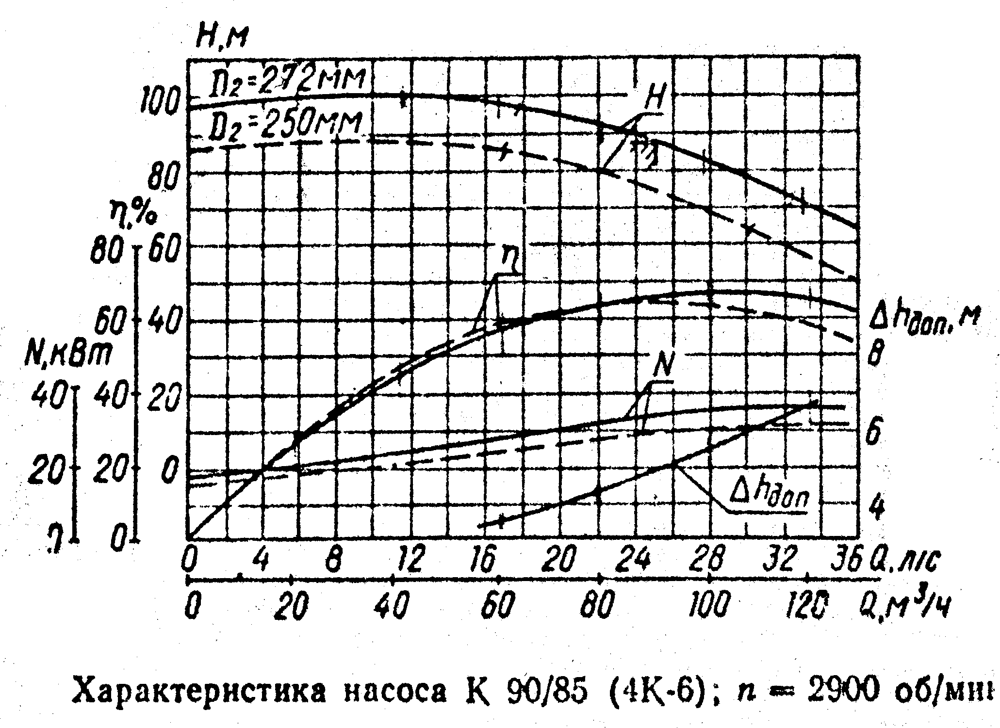 H,м
D₂=272мм
100
H
D₂=250мм
80
η,%
80 60
η
60 40
Δhдоп, м
N,кВт
8
N
40 40 20
6
20 20 0
Δhдоп
4
0 0
0 4 8 12 16 20 24 28 32 36 Q, л/с
0 20 40 60 80 100 120 Q, м³/ч
Характеристика насоса К 90/85 (4К-6); n = 2900 об/мин